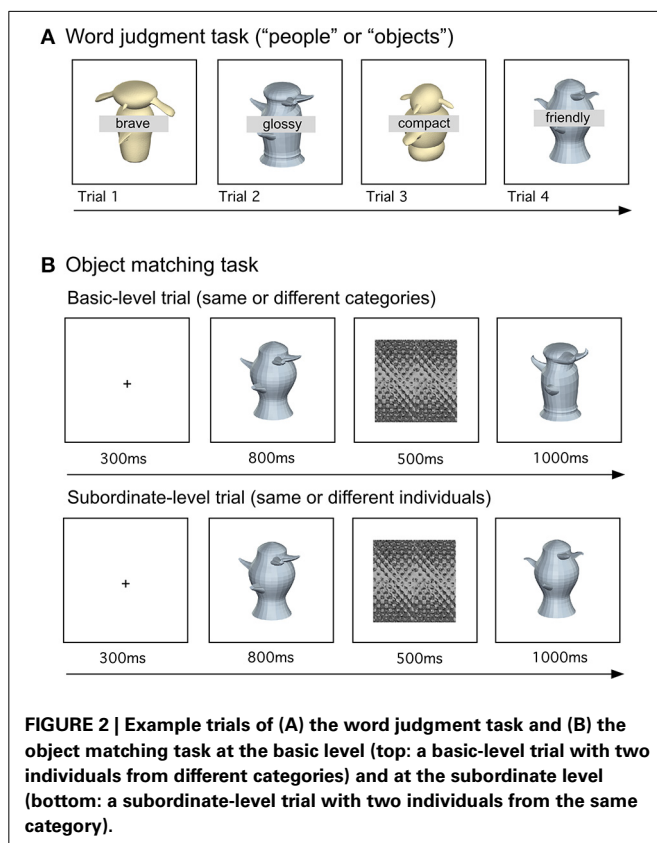 A Word judgment task (“people” or “objects”)
brave
glossy
compact
friendly
Trial 1
Trial 2
Trial 3
Trial 4
B Object matching task
Basic-level trial (same or different categories)
+
300ms
800ms
500ms
1000ms
Subordinate-level trial (same or different individuals)
+
300ms
800ms
500ms
1000ms
FIGURE 2 | Example trials of (A) the word judgment task and (B) the
object matching task at the basic level (top: a basic-level trial with two
individuals from different categories) and at the subordinate level
(bottom: a subordinate-level trial with two individuals from the same
category).